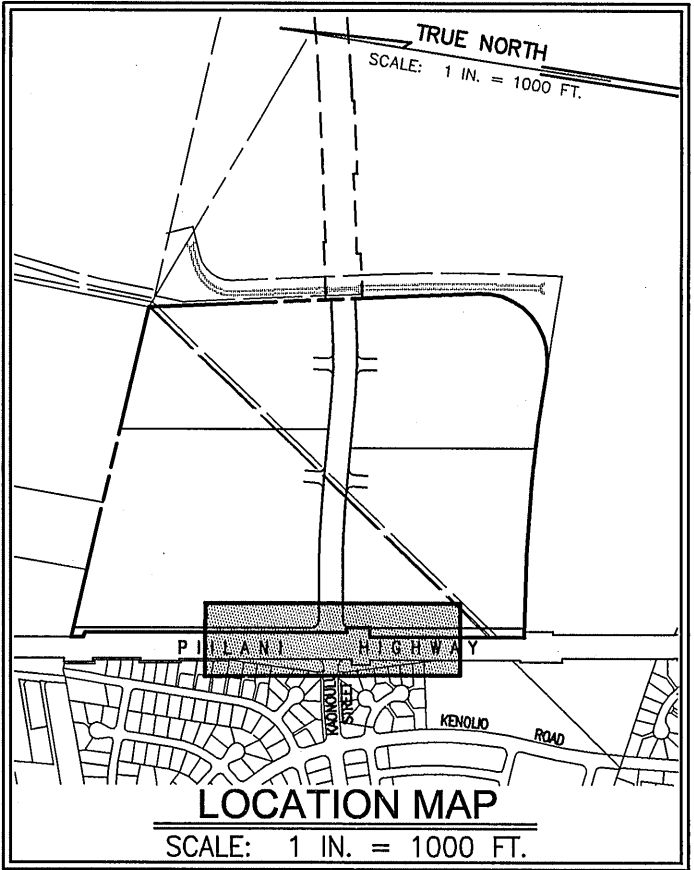 TRUE NORTH
SCALE: 1 IN. = 1000 FT.
PIILANI HIGHWAY
KAONOULU
STREET
KENOLIO ROAD
LOCATION MAP
SCALE: 1 IN. = 1000 FT.